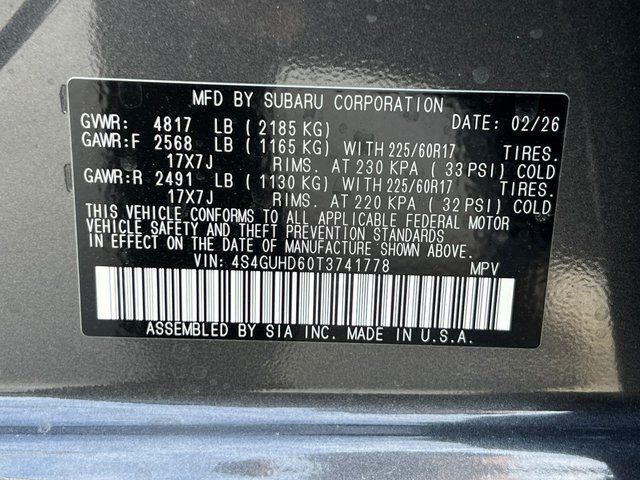 MFD BY SUBARU CORPORATION
GVWR: 4817 LB ( 2185 KG) DATE: 02/26
GAWR:F 2568 LB ( 1165 KG) WITH 225/60R17 TIRES.
17X7J RIMS. AT 230 KPA ( 33 PSI) COLD
GAWR:R 2491 LB ( 1130 KG) WITH 225/60R17 TIRES.
17X7J RIMS. AT 220 KPA ( 32 PSI) COLD
THIS VEHICLE CONFORMS TO ALL APPLICABLE FEDERAL MOTOR
VEHICLE SAFETY AND THEFT PREVENTION STANDARDS
IN EFFECT ON THE DATE OF MANUFACTURE SHOWN ABOVE.
VIN: 4S4GUHD60T3741778 MPV
ASSEMBLED BY SIA INC. MADE IN U.S.A.